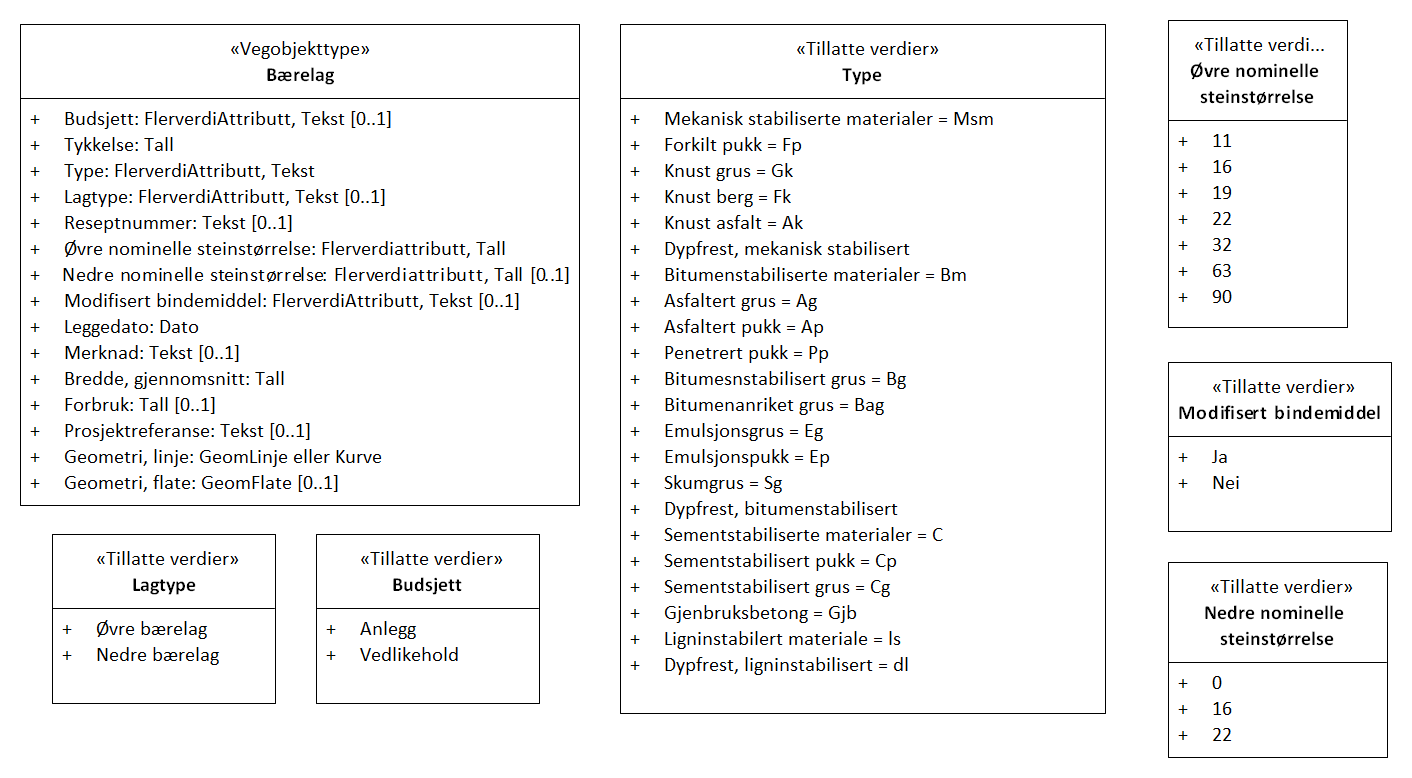 «Vegobjekttype»
Bærelag
+ Budsjett: FlerverdiAttributt, Tekst [0..1]
+ Tykkelse: Tall
+ Type: FlerverdiAttributt, Tekst
+ Lagtype: FlerverdiAttributt, Tekst [0..1]
+ Reseptnummer: Tekst [0..1]
+ Øvre nominelle steinstørrelse: Flerverdiattributt, Tall
+ Nedre nominelle steinstørrelse: Flerverdiattributt, Tall [0..1]
+ Modifisert bindemiddel: FlerverdiAttributt, Tekst [0..1]
+ Leggedato: Dato
+ Merknad: Tekst [0..1]
+ Bredde, gjennomsnitt: Tall
+ Forbruk: Tall [0..1]
+ Prosjektreferanse: Tekst [0..1]
+ Geometri, linje: GeomLinje eller Kurve
+ Geometri, flate: GeomFlate [0..1]
«Tillatte verdier»
Lagtype
+ Øvre bærelag
+ Nedre bærelag
«Tillatte verdier»
Budsjett
+ Anlegg
+ Vedlikehold
«Tillatte verdier»
Type
+ Mekanisk stabiliserte materialer = Msm
+ Forkilt pukk = Fp
+ Knust grus = Gk
+ Knust berg = Fk
+ Knust asfalt = Ak
+ Dypfrest, mekanisk stabilisert
+ Bitumenstabiliserte materialer = Bm
+ Asfaltert grus = Ag
+ Asfaltert pukk = Ap
+ Penetrert pukk = Pp
+ Bitumesnstabilisert grus = Bg
+ Bitumenanriket grus = Bag
+ Emulsjonsgrus = Eg
+ Emulsjonspukk = Ep
+ Skumgrus = Sg
+ Dypfrest, bitumenstabilisert
+ Sementstabiliserte materialer = C
+ Sementstabilisert pukk = Cp
+ Sementstabilisert grus = Cg
+ Gjenbruksbetong = Gjb
+ Ligninstabilert materiale = ls
+ Dypfrest, ligninstabilisert = dl
«Tillatte verdi...
Øvre nominelle
steinstørrelse
+ 11
+ 16
+ 19
+ 22
+ 32
+ 63
+ 90
«Tillatte verdier»
Modifisert bindemiddel
+ Ja
+ Nei
«Tillatte verdier»
Nedre nominelle
steinstørrelse
+ 0
+ 16
+ 22